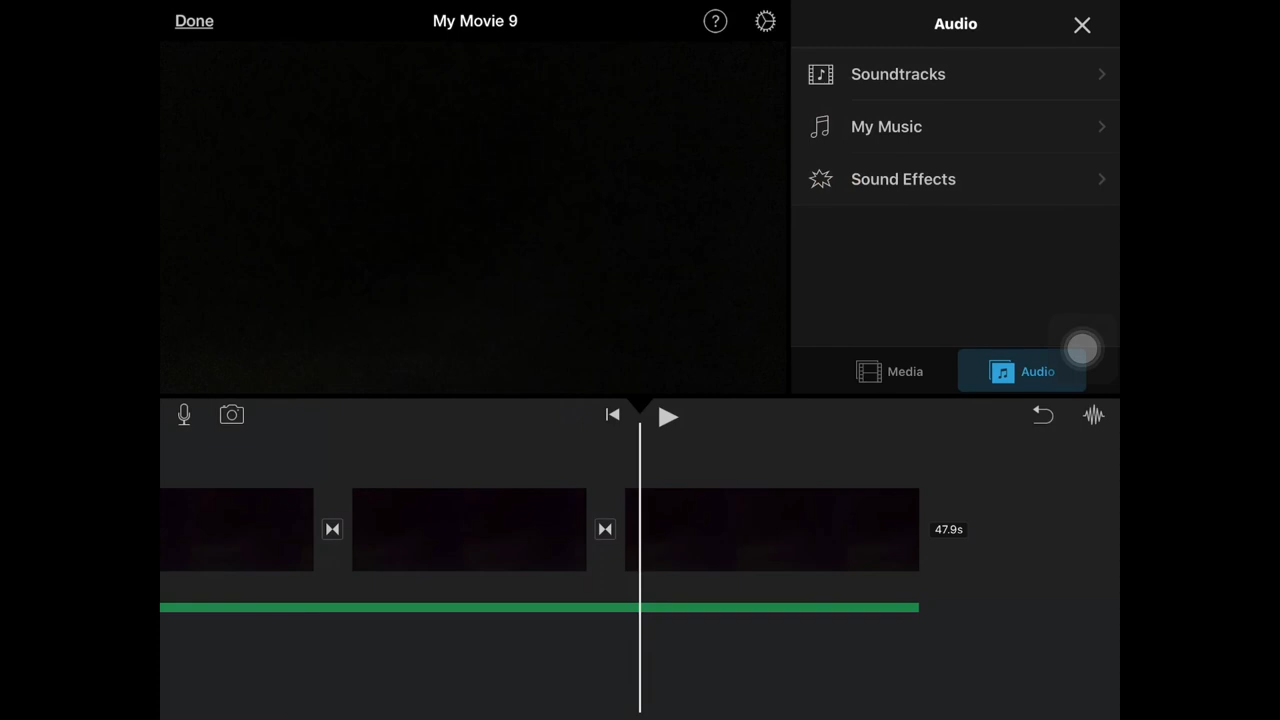 Done
My Movie 9
?
Audio
Soundtracks
My Music
Sound Effects
Media
Audio
47.9s